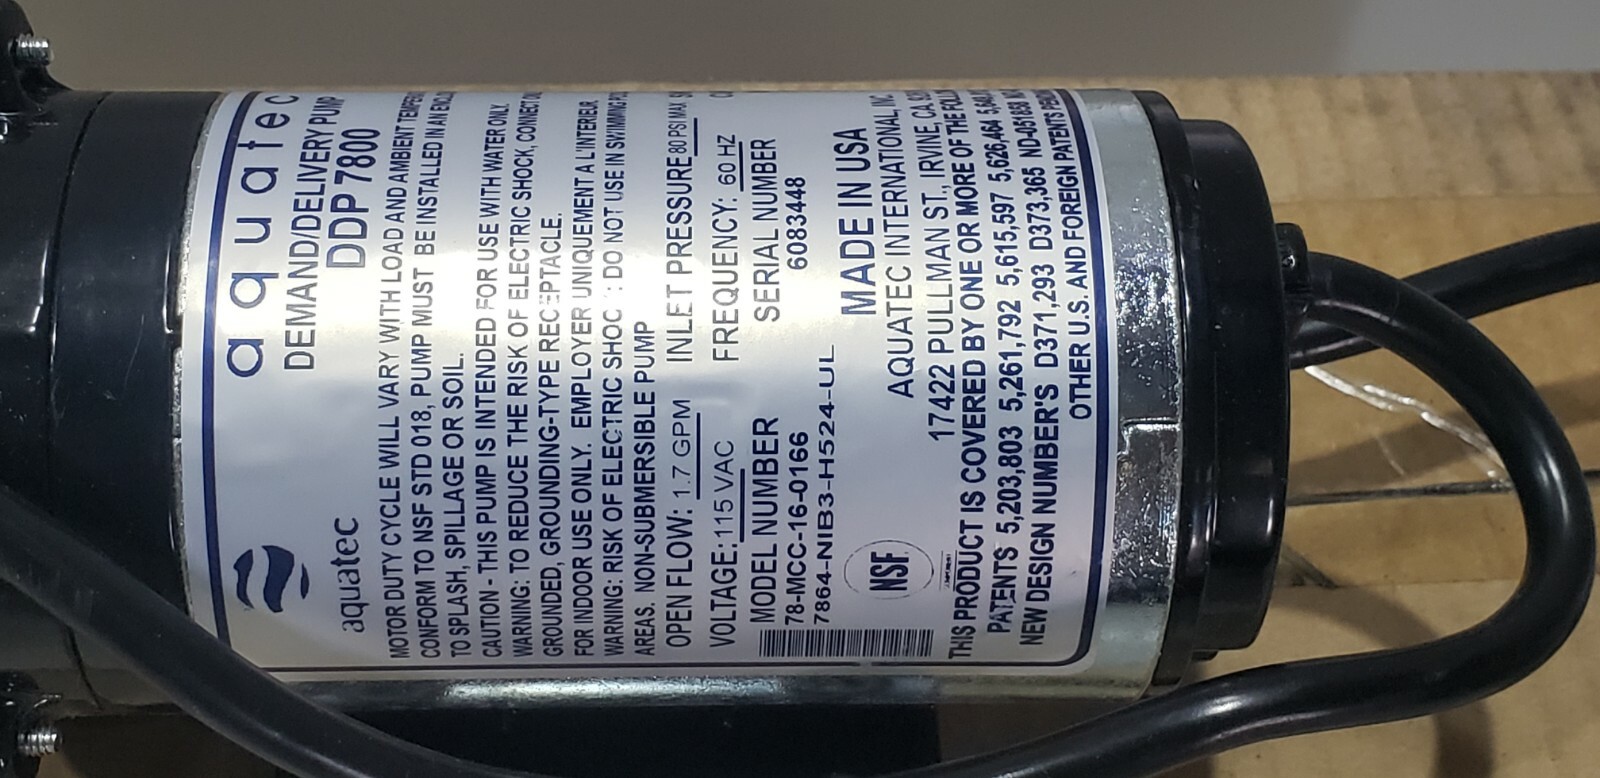 aquatec
aquatec
DEMAND/DELIVERY PUMP
DDP 7800
MOTOR DUTY CYCLE WILL VARY WITH LOAD AND AMBIENT
CONFORM TO NSF STD 018, PUMP MUST BE INSTALLED IN AN
TO SPLASH, SPILLAGE OR SOIL.
CAUTION - THIS PUMP IS INTENDED FOR USE WITH WATER ONLY.
WARNING: TO REDUCE THE RISK OF ELECTRIC SHOCK, CONNECT
GROUNDED, GROUNDING-TYPE RECEPTACLE.
FOR INDOOR USE ONLY. EMPLOYER UNIQUEMENT A L'INTERIEUR
WARNING: RISK OF ELECTRIC SHOC : DO NOT USE IN SWIMMING
AREAS. NON-SUBMERSIBLE PUMP
OPEN FLOW: 1.7 GPM INLET PRESSURE 80 PSI MAX
VOLTAGE: 115 VAC FREQUENCY: 60 HZ
MODEL NUMBER SERIAL NUMBER
78-MCC-16-0166 6083448
7864-NIB3-H524-UL
MADE IN USA
NSF
AQUATEC INTERNATIONAL, INC
17422 PULLMAN ST., IRVINE, CA.
THIS PRODUCT IS COVERED BY ONE OR MORE OF THE
PATENTS 5,203,803 5,261,792 5,615,597 5,626,464
NEW DESIGN NUMBER'S D371,293 D373,365 ND-051858
OTHER U.S. AND FOREIGN PATENTS